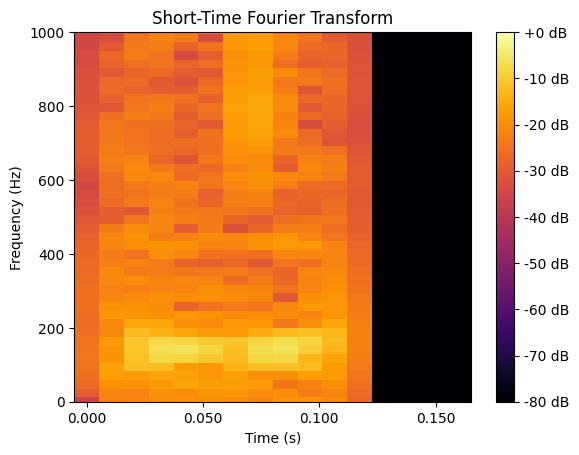 Short-Time Fourier Transform
1000
800
600
400
200
0
Frequency (Hz)
0.000
0.050
0.100
0.150
Time (s)
+0 dB
-10 dB
-20 dB
-30 dB
-40 dB
-50 dB
-60 dB
-70 dB
-80 dB